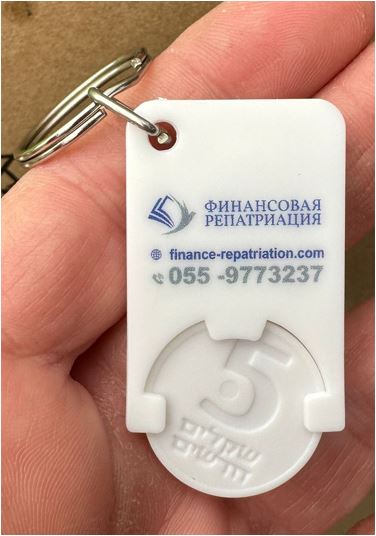 ФИНАНСОВАЯ
РЕПАТРИАЦИЯ
finance-repatriation.com
055 -9773237
5
שקלים
חדשים